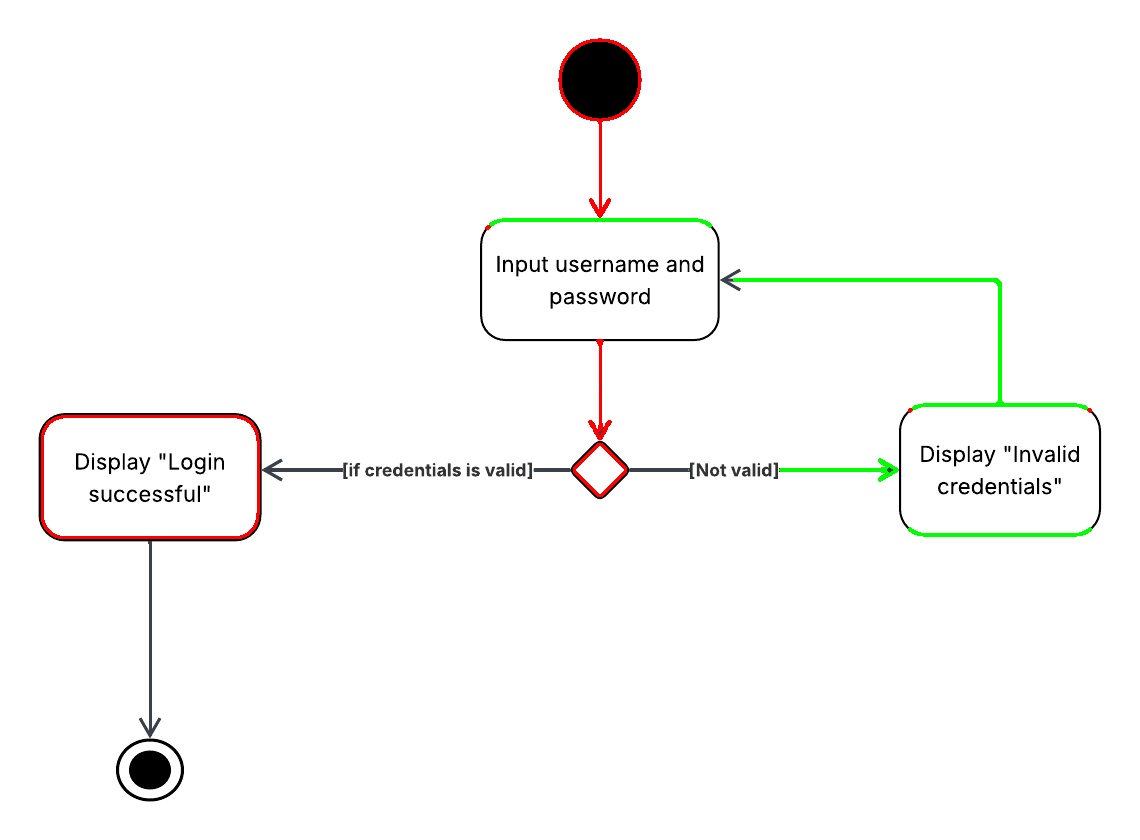 Input username and
password
Display "Login
successful"
[if credentials is valid]
[Not valid]
Display "Invalid
credentials"